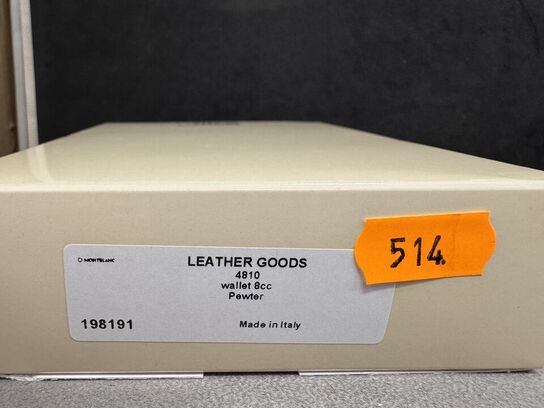 MONTBLANC
LEATHER GOODS
4810
wallet 8cc
Pewter
198191
Made in Italy
514.